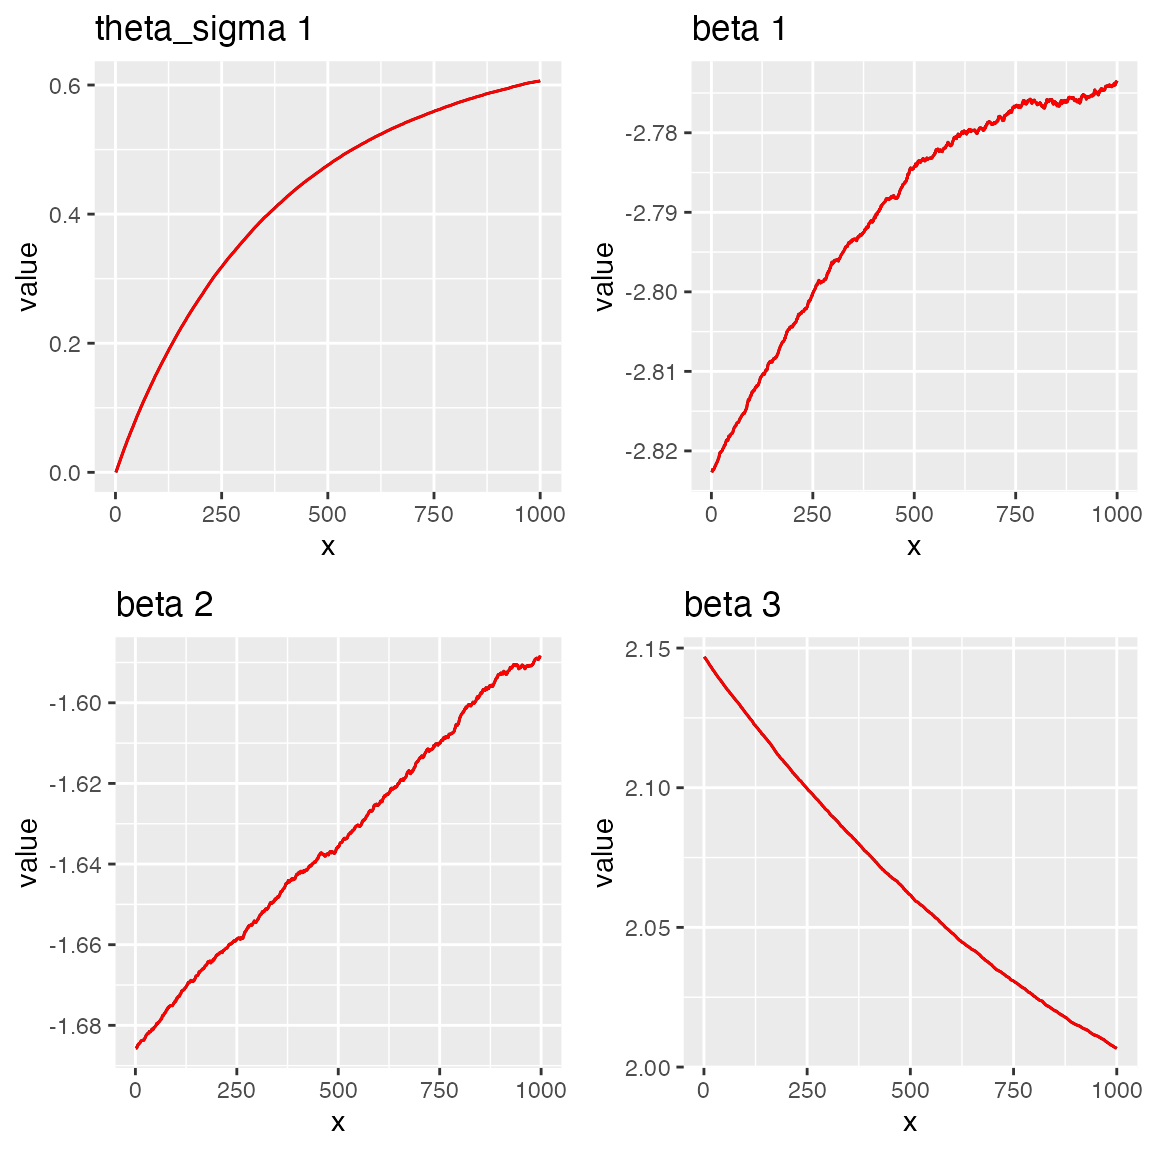 theta_sigma 1
value
0.6
0.4
0.2
0.0
0 250 500 750 1000
x
beta 1
value
-2.78
-2.79
-2.80
-2.81
-2.82
0 250 500 750 1000
x
beta 2
value
-1.60
-1.62
-1.64
-1.66
-1.68
0 250 500 750 1000
x
beta 3
value
2.15
2.10
2.05
2.00
0 250 500 750 1000
x